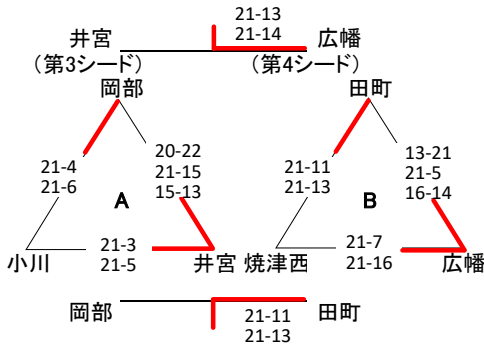 21-13
21-14
井宮
広幡
(第3シード)
(第4シード)
岡部
田町
21-4
21-6
20-22
21-15
15-13
21-11
21-13
13-21
21-5
16-14
A
B
21-3
21-5
21-7
21-16
小川
井宮
焼津西
広幡
岡部
田町
21-11
21-13